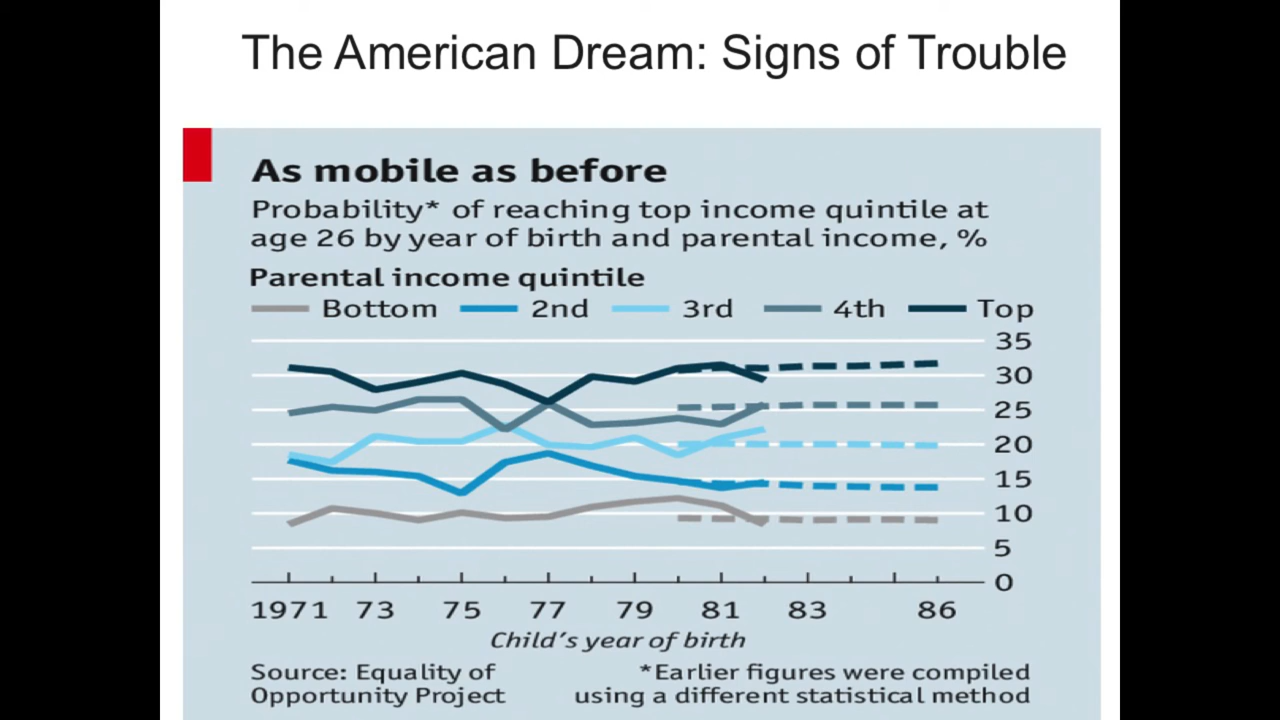 The American Dream: Signs of Trouble
As mobile as before
Probability* of reaching top income quintile at
age 26 by year of birth and parental income, %
Parental income quintile
Bottom 2nd 3rd 4th Top
35
30
25
20
15
10
5
0
1971 73 75 77 79 81 83 86
Child's year of birth
Source: Equality of
Opportunity Project
*Earlier figures were compiled
using a different statistical method